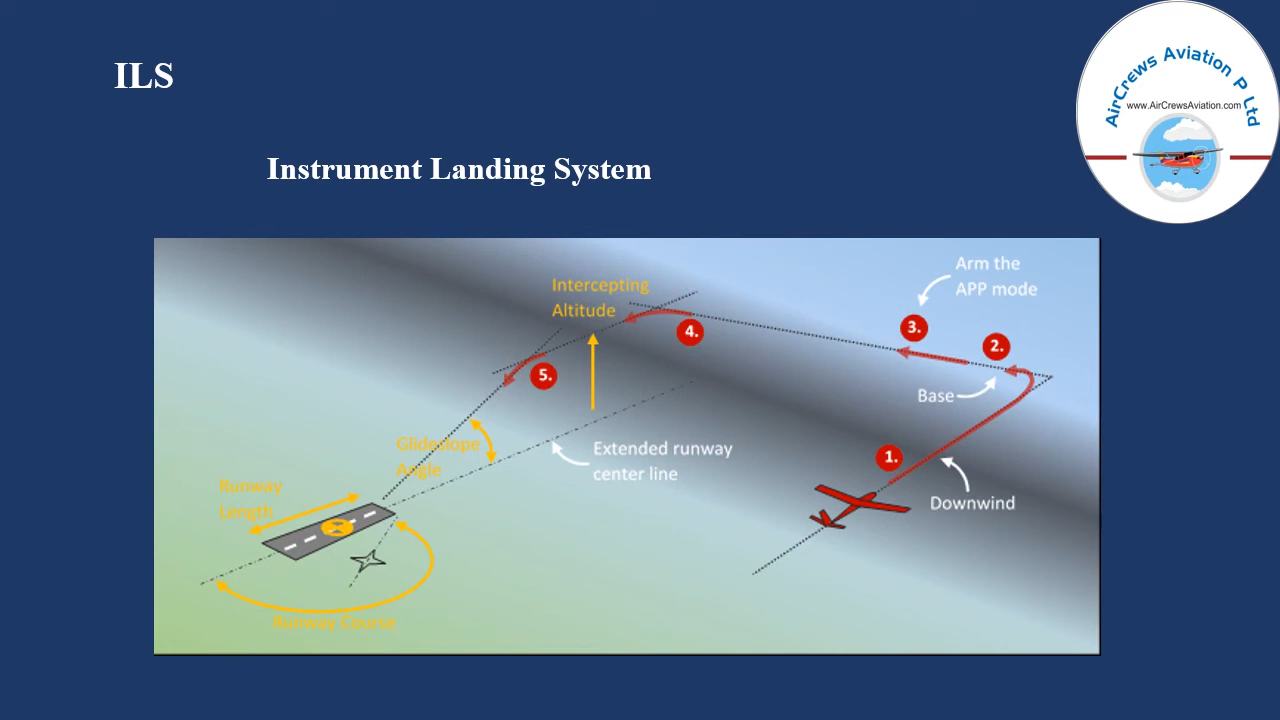 ILS
AirCrews Aviation P Ltd
www.AirCrewsAviation.com
Instrument Landing System
Arm the
APP mode
Intercepting
Altitude
3.
4.
2.
5.
Base
Glideslope
Angle
Extended runway
center line
1.
Runway
Length
Downwind
Runway Course